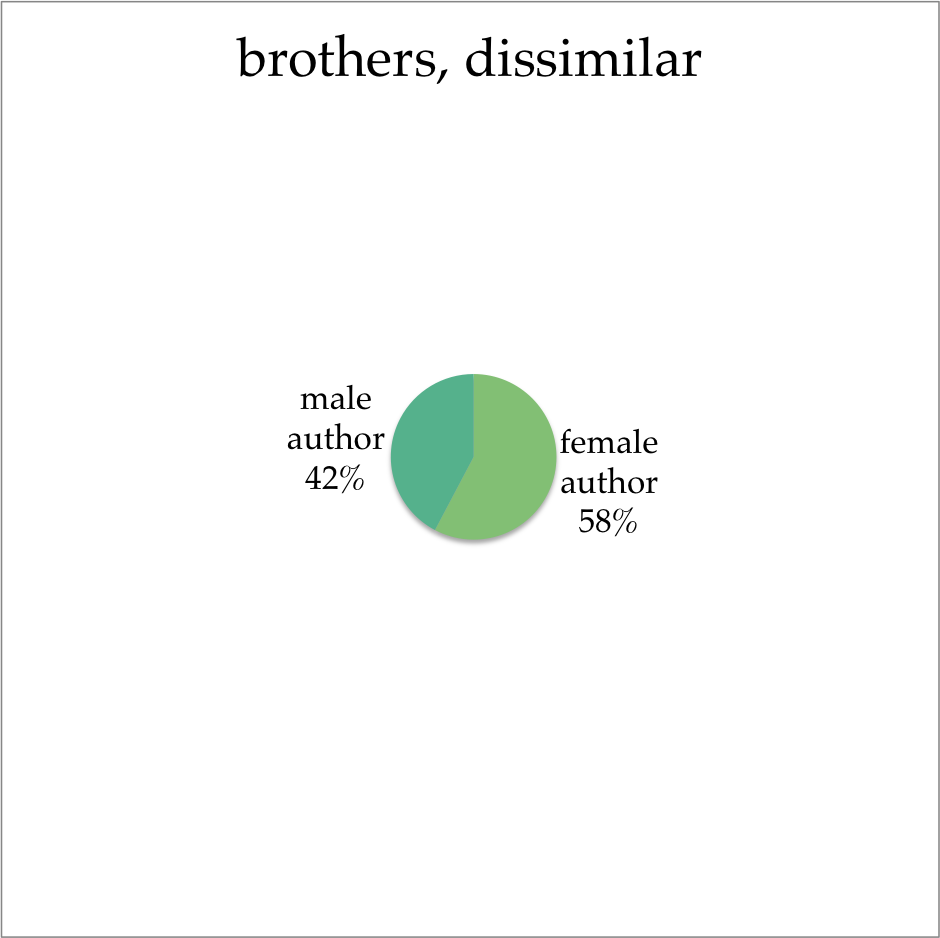 brothers, dissimilar
male
author
42%
female
author
58%